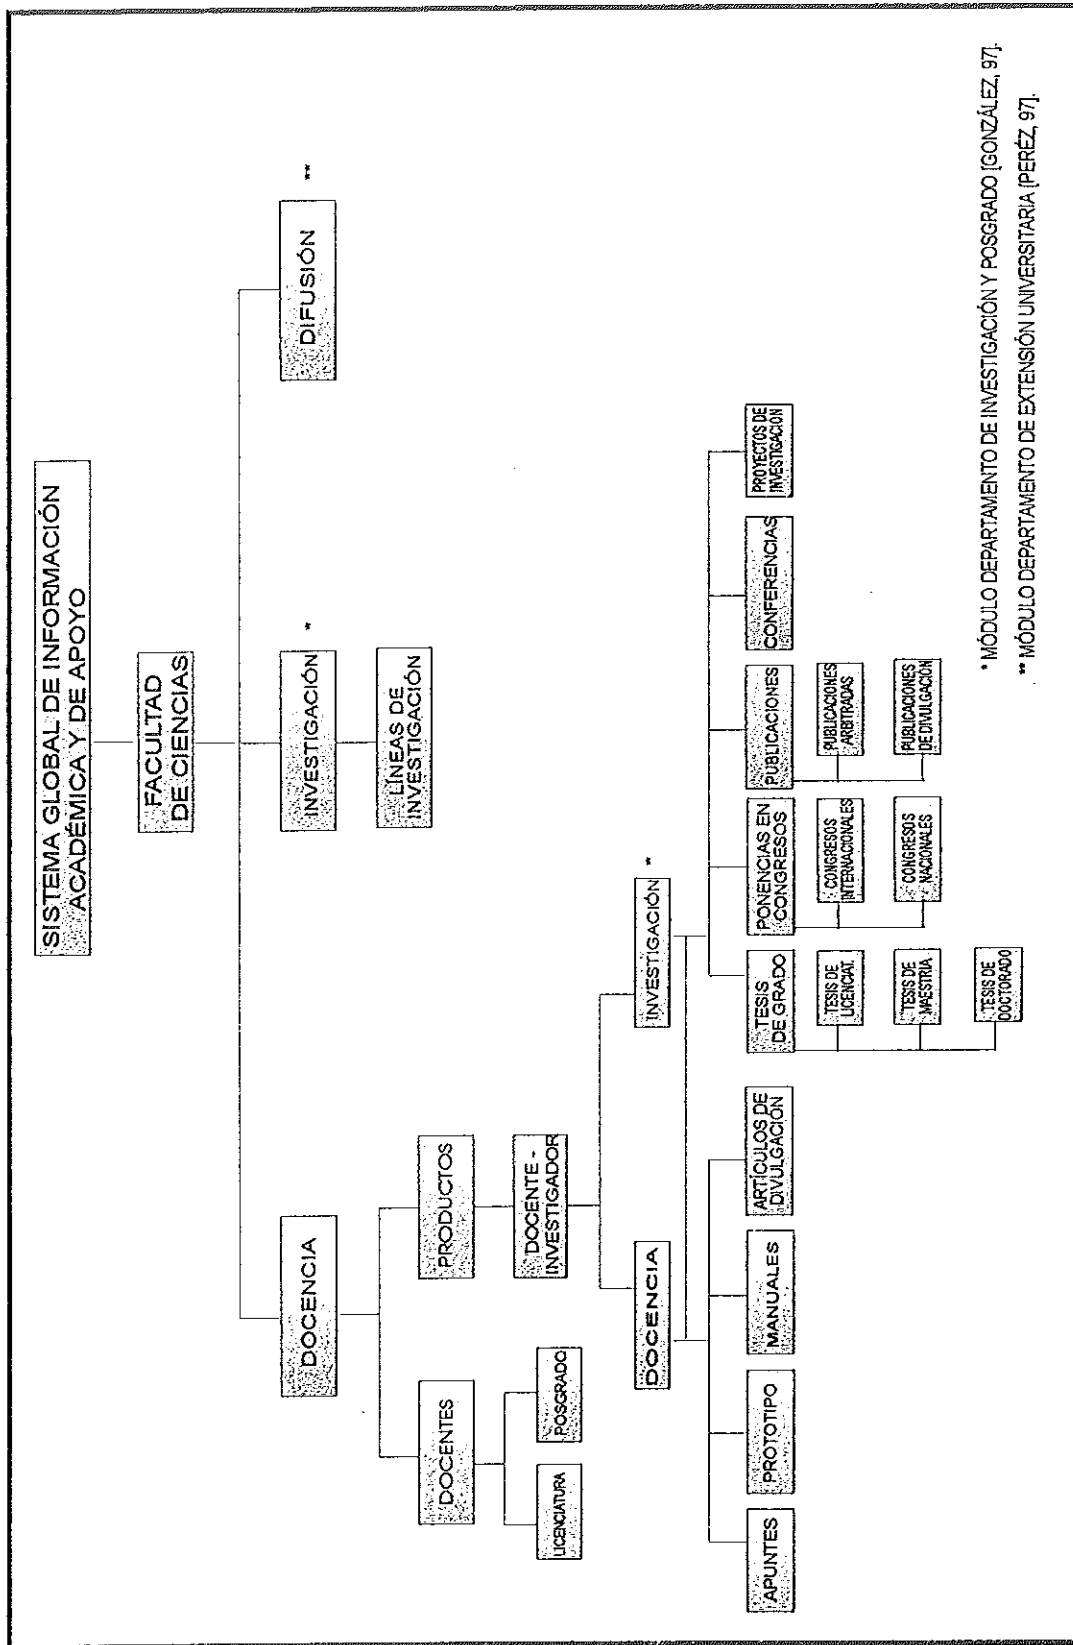 SISTEMA GLOBAL DE INFORMACIÓN
ACADÉMICA Y DE APOYO
FACULTAD
DE CIENCIAS
DOCENCIA
INVESTIGACIÓN *
DIFUSIÓN **
LÍNEAS DE
INVESTIGACIÓN
DOCENTES
PRODUCTOS
LICENCIATURA
POSGRADO
DOCENTE -
INVESTIGADOR
DOCENCIA
INVESTIGACIÓN *
APUNTES
PROTOTIPO
MANUALES
ARTÍCULOS DE
DIVULGACIÓN
TESIS
DE GRADO
TESIS DE
LICENCIAT.
TESIS DE
MAESTRIA
TESIS DE
DOCTORADO
PONENCIAS EN
CONGRESOS
CONGRESOS
INTERNACIONALES
CONGRESOS
NACIONALES
PUBLICACIONES
PUBLICACIONES
ARBITRADAS
PUBLICACIONES
DE DIVULGACIÓN
CONFERENCIAS
PROYECTOS DE
INVESTIGACIÓN
* MÓDULO DEPARTAMENTO DE INVESTIGACIÓN Y POSGRADO [GONZÁLEZ, 97].
** MÓDULO DEPARTAMENTO DE EXTENSIÓN UNIVERSITARIA [PERÉZ, 97].